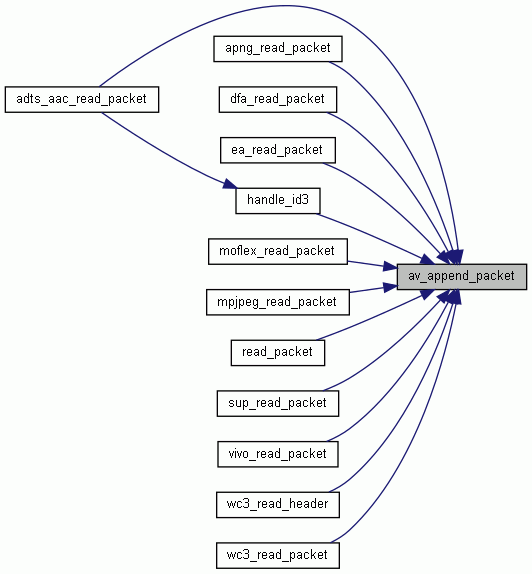 apng_read_packet
adts_aac_read_packet
dfa_read_packet
ea_read_packet
handle_id3
moflex_read_packet
av_append_packet
mpjpeg_read_packet
read_packet
sup_read_packet
vivo_read_packet
wc3_read_header
wc3_read_packet